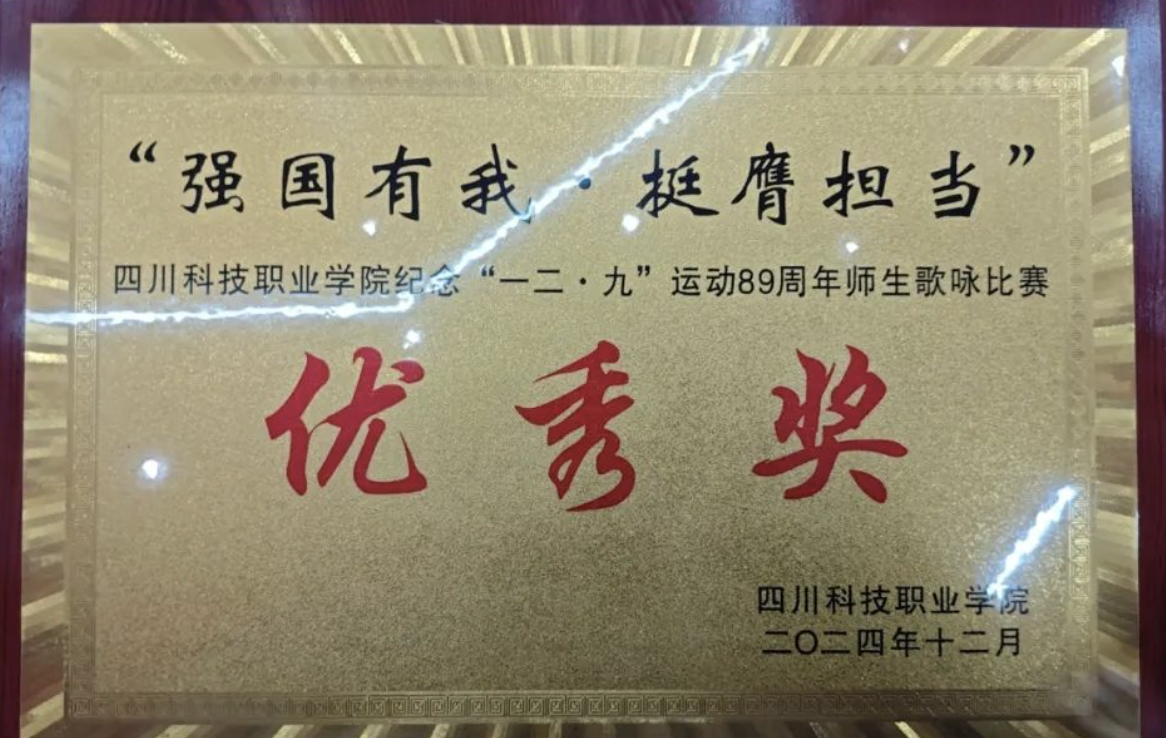 “强国有我·挺膺担当”
四川科技职业学院纪念“一二·九”运动89周年师生歌咏比赛
优秀奖
四川科技职业学院
二〇二四年十二月